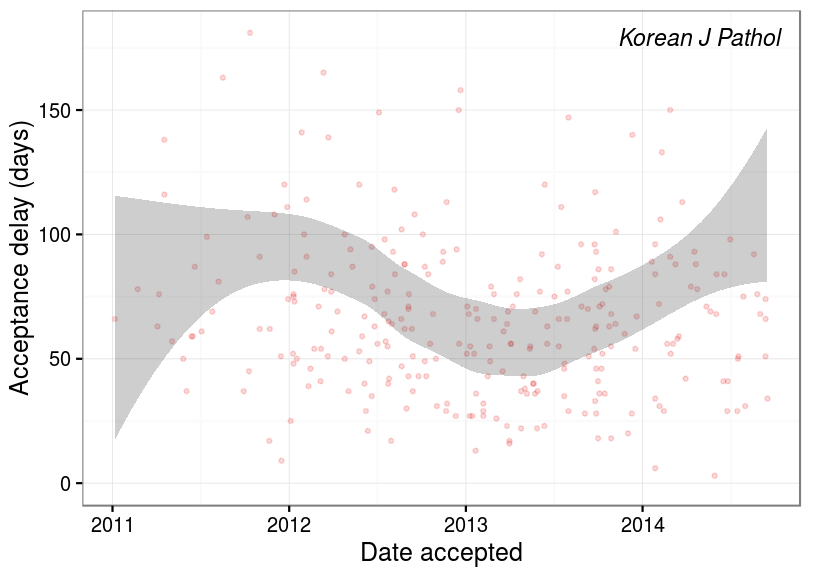 Korean J Pathol
Acceptance delay (days)
150
100
50
0
2011 2012 2013 2014
Date accepted